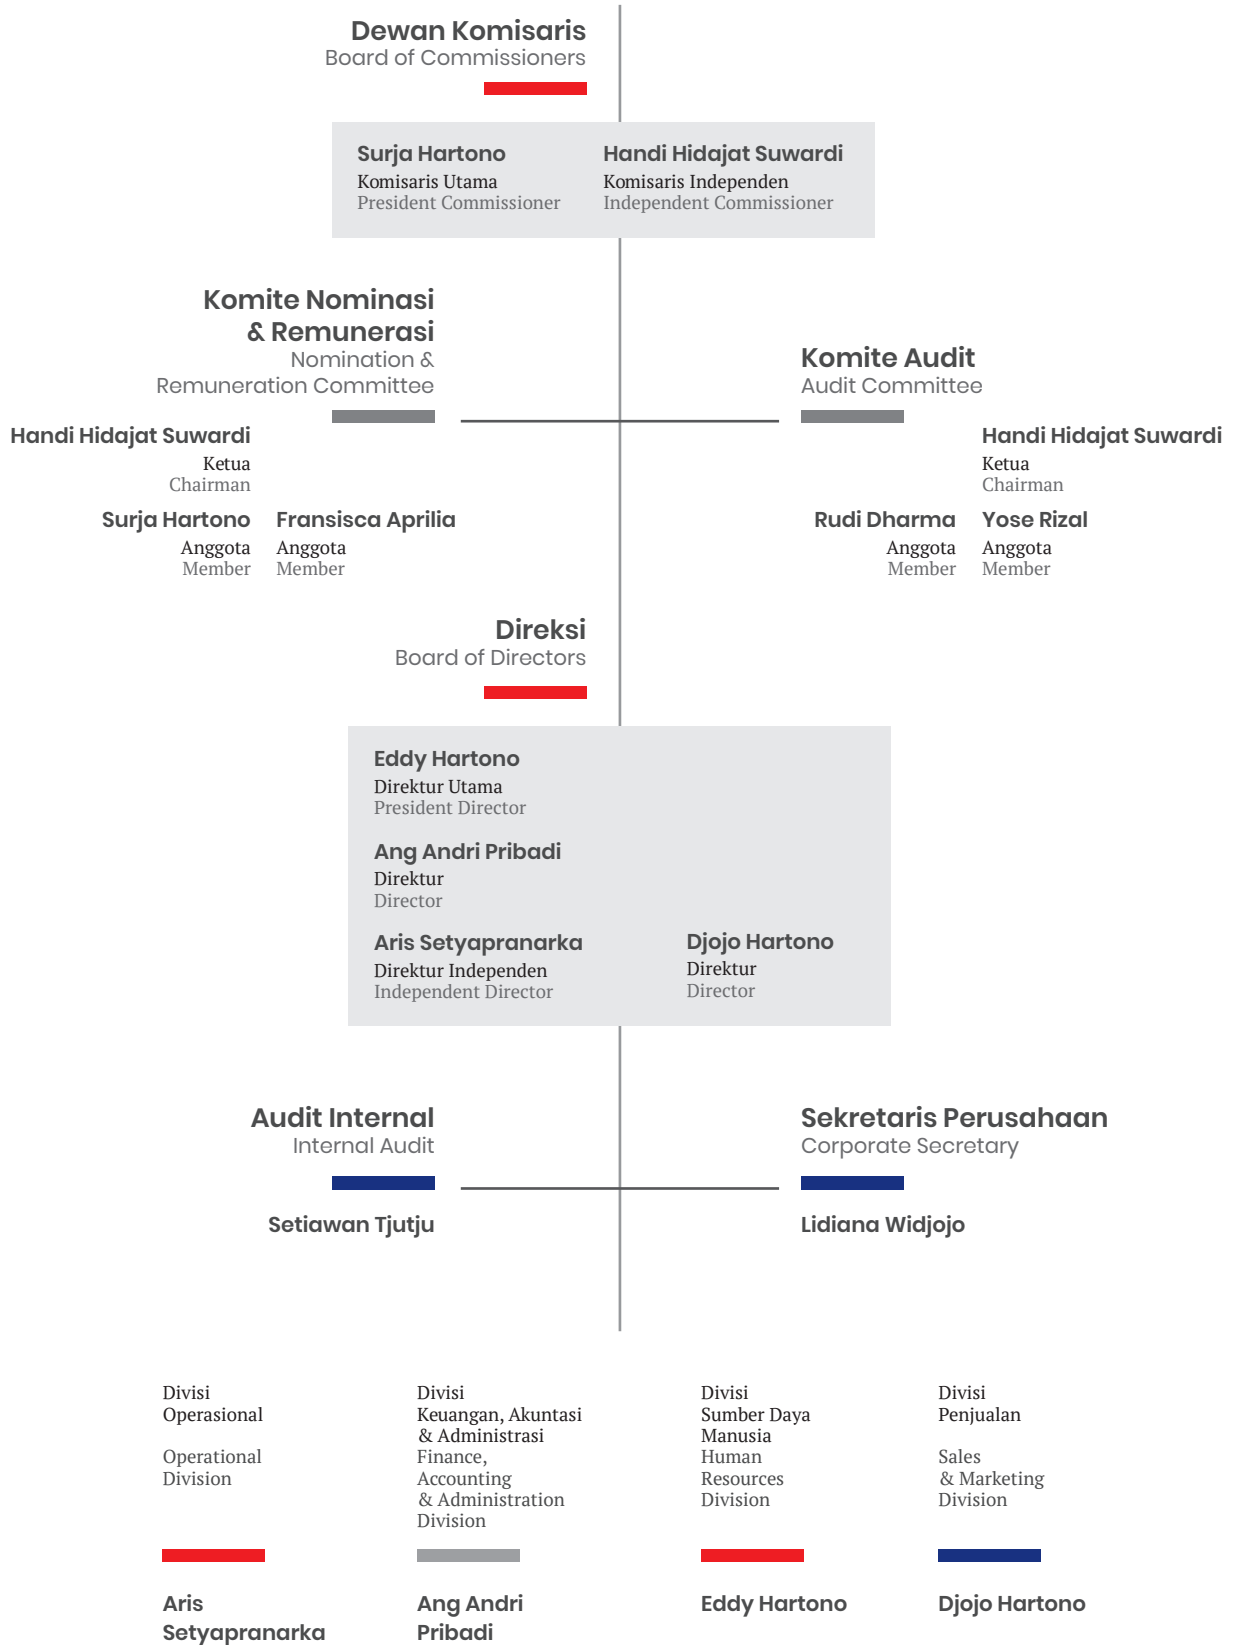 Dewan Komisaris
Board of Commissioners
Surja Hartono
Komisaris Utama
President Commissioner
Handi Hidajat Suwardi
Komisaris Independen
Independent Commissioner
Komite Nominasi
& Remunerasi
Nomination &
Remuneration Committee
Handi Hidajat Suwardi
Ketua
Chairman
Surja Hartono
Anggota
Member
Fransisca Aprilia
Anggota
Member
Komite Audit
Audit Committee
Handi Hidajat Suwardi
Ketua
Chairman
Rudi Dharma
Anggota
Member
Yose Rizal
Anggota
Member
Direksi
Board of Directors
Eddy Hartono
Direktur Utama
President Director
Ang Andri Pribadi
Direktur
Director
Aris Setyapranarka
Direktur Independen
Independent Director
Djojo Hartono
Direktur
Director
Audit Internal
Internal Audit
Setiawan Tjutju
Sekretaris Perusahaan
Corporate Secretary
Lidiana Widjojo
Divisi
Operasional
Operational
Division
Aris
Setyapranarka
Divisi
Keuangan, Akuntasi
& Administrasi
Finance,
Accounting
& Administration
Division
Ang Andri
Pribadi
Divisi
Sumber Daya
Manusia
Human
Resources
Division
Eddy Hartono
Divisi
Penjualan
Sales
& Marketing
Division
Djojo Hartono